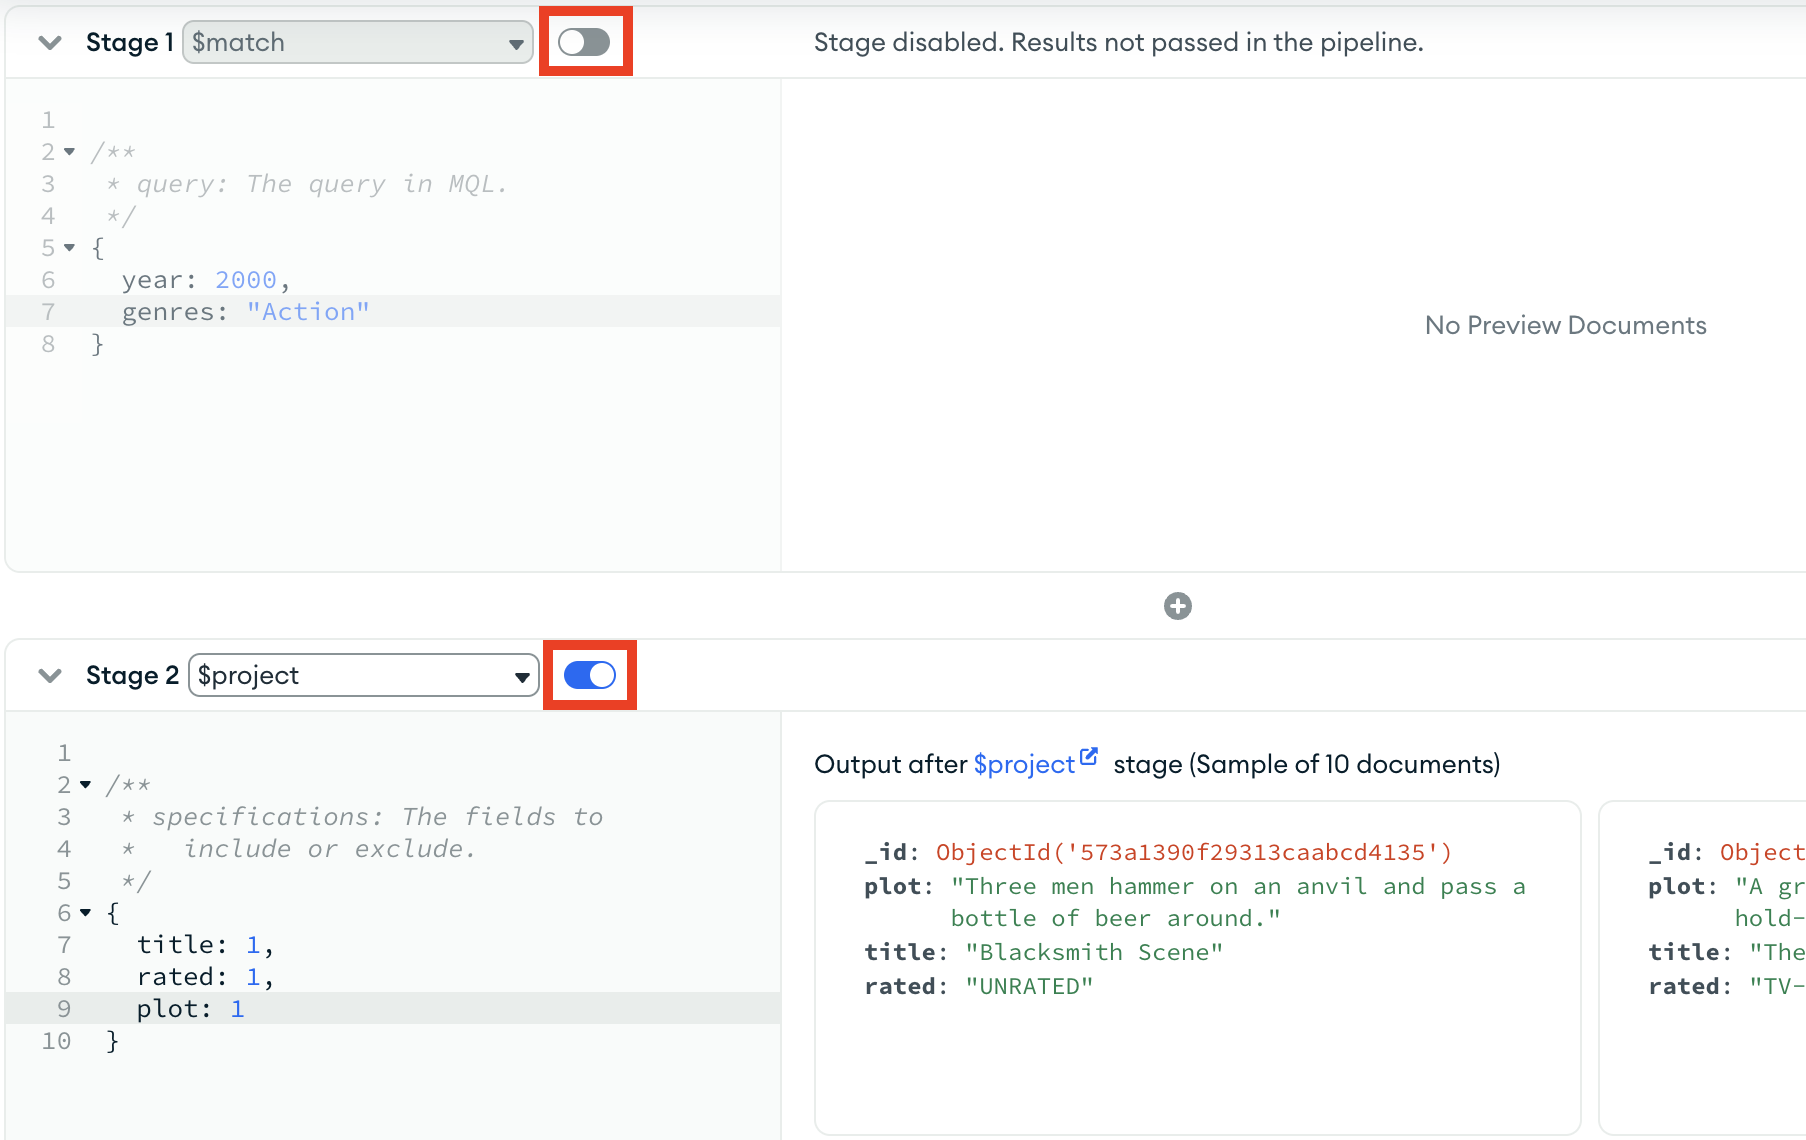 Stage 1 $match Stage disabled. Results not passed in the pipeline.
1
2 /**
3 * query: The query in MQL.
4 */
5 {
6 year: 2000,
7 genres: "Action"
8 }
No Preview Documents
Stage 2 $project
1
2 /**
3 * specifications: The fields to
4 * include or exclude.
5 */
6 {
7 title: 1,
8 rated: 1,
9 plot: 1
10 }
Output after $project stage (Sample of 10 documents)
_id: ObjectId('573a1390f29313caabcd4135')
plot: "Three men hammer on an anvil and pass a
bottle of beer around."
title: "Blacksmith Scene"
rated: "UNRATED"
_id: Object
plot: "A gr
hold-
title: "The
rated: "TV-